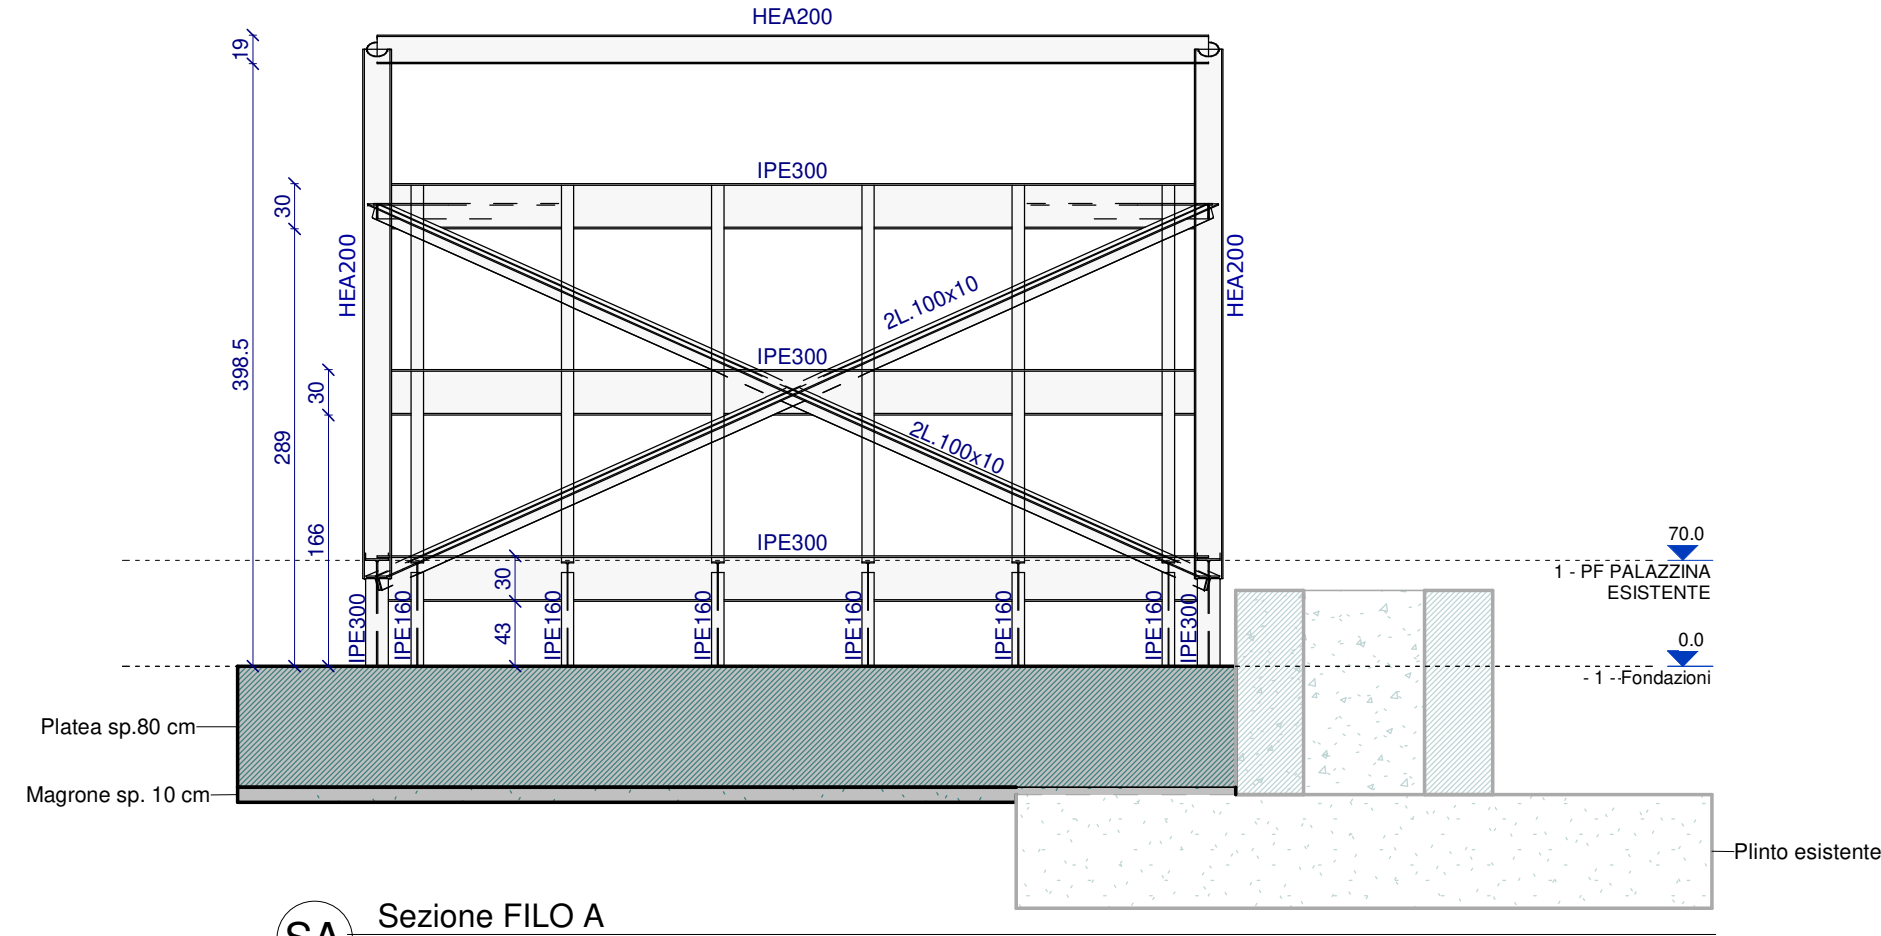 HEA200
19
IPE300
30
HEA200
HEA200
2L.100x10
398.5
IPE300
30
289
2L.100x10
166
70.0
IPE300
1 - PF PALAZZINA
ESISTENTE
30
43
IPE300
IPE160
IPE160
IPE160
IPE160
IPE160
IPE160
IPE300
0.0
- 1 --Fondazioni
Platea sp.80 cm
Magrone sp. 10 cm
Plinto esistente
SA
Sezione FILO A